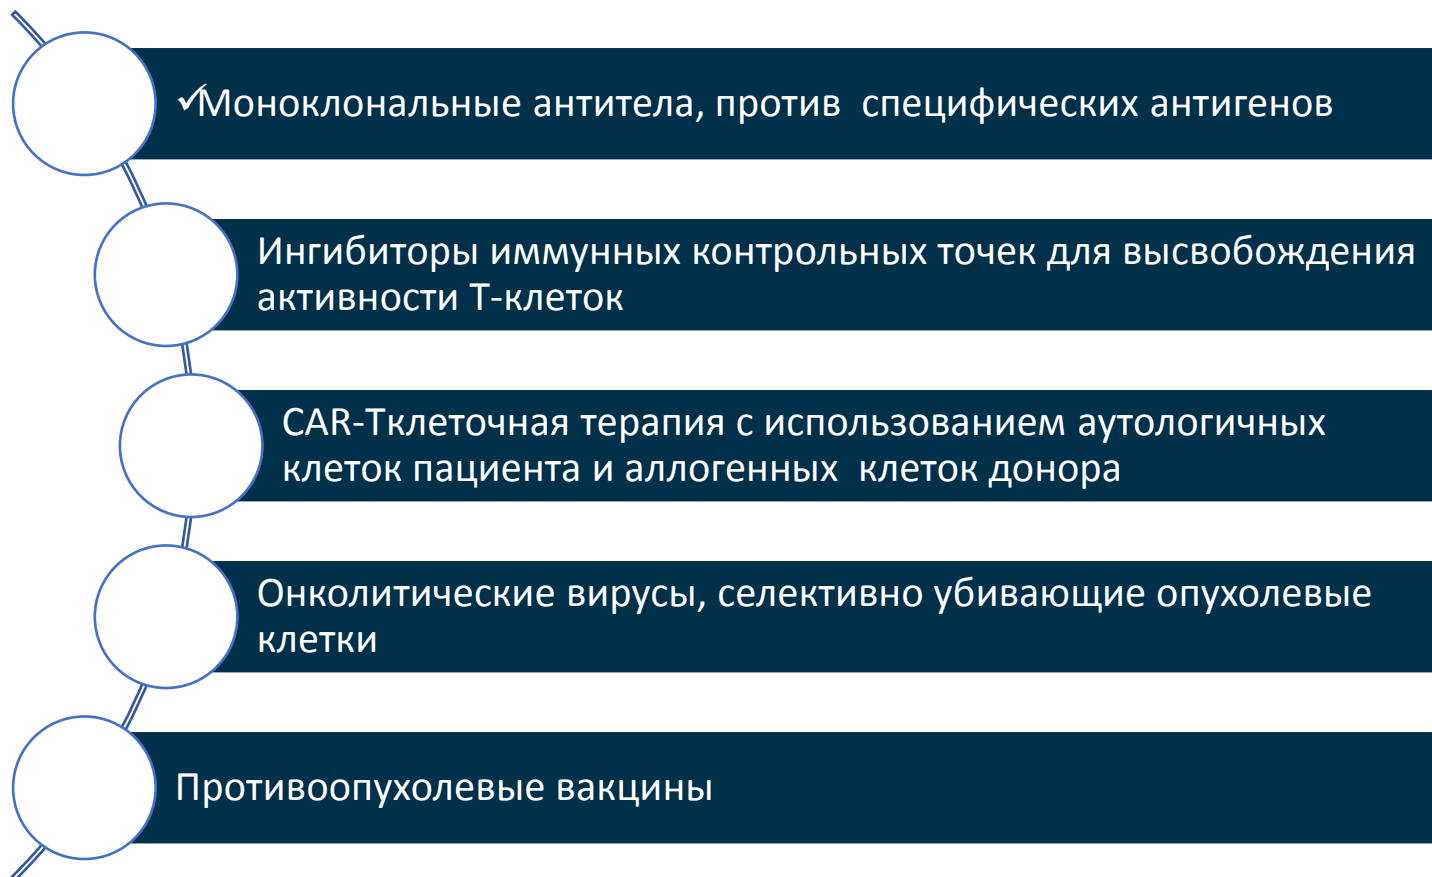 ✓Моноклональные антитела, против  специфических антигенов
Ингибиторы иммунных контрольных точек для высвобождения
активности Т-клеток
CAR-Тклеточная терапия с использованием аутологичных
клеток пациента и аллогенных  клеток донора
Онколитические вирусы, селективно убивающие опухолевые
клетки
Противоопухолевые вакцины